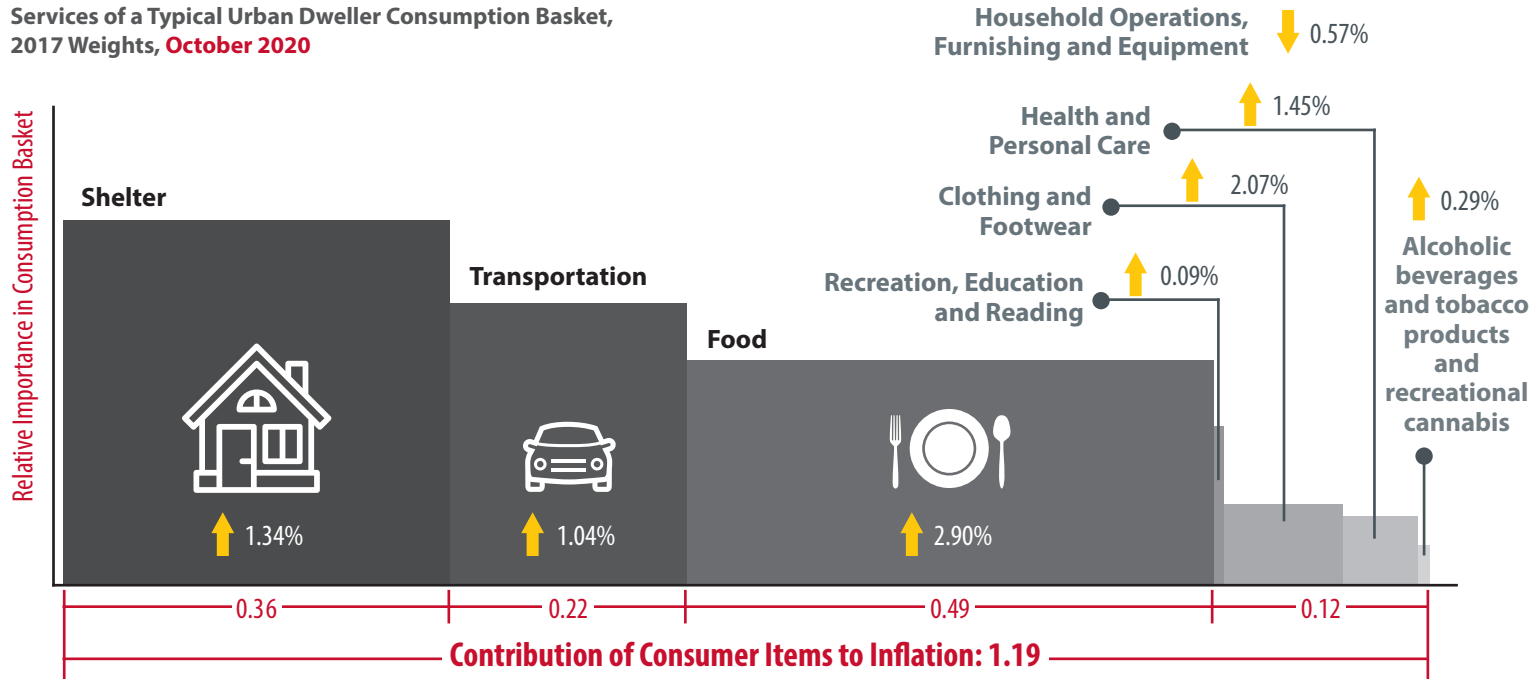 Services of a Typical Urban Dweller Consumption Basket,
2017 Weights, October 2020
Household Operations,
Furnishing and Equipment
0.57%
Health and
Personal Care
1.45%
Clothing and
Footwear
2.07%
Recreation, Education
and Reading
0.09%
0.29%
Alcoholic
beverages
and tobacco
products
and
recreational
cannabis
Relative Importance in Consumption Basket
Shelter
1.34%
Transportation
1.04%
Food
2.90%
0.36
0.22
0.49
0.12
Contribution of Consumer Items to Inflation: 1.19